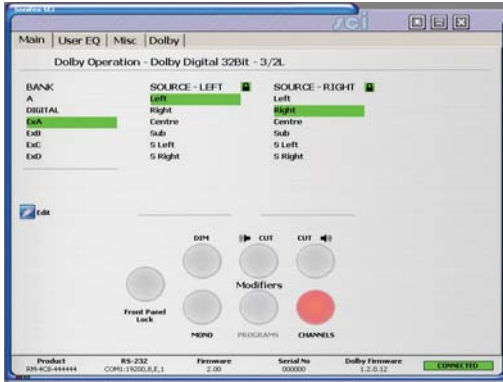 Sonifex SCI
sci
Main User EQ Misc Dolby
Dolby Operation - Dolby Digital 32Bit - 3/2L
BANK SOURCE - LEFT SOURCE - RIGHT
A Left Left
DIGITAL Right Right
ExA Centre Centre
ExB Sub Sub
ExC S Left S Left
ExD S Right S Right
Edit
DIM CUT CUT
Modifiers
Front Panel Lock
MONO PROGRAMS CHANNELS
Product RS-232 Firmware Serial No Dolby Firmware
RM-4C8-444444 COM1:19200,8,E,1 2.00 000000 1.2.0.12 CONNECTED